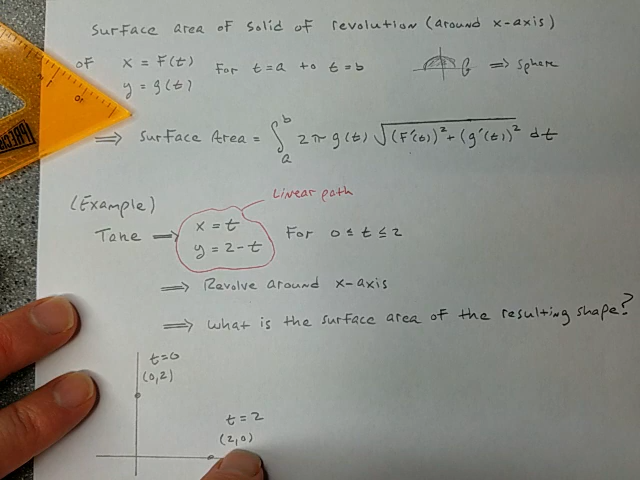 Surface area of solid of revolution (around x-axis)
of x = f(t) for t=a to t=b ⇒ sphere
y = g(t)
⇒ Surface Area = ∫ₐᵇ 2π g(t) √((f'(t))² + (g'(t))²) dt
Linear path
(Example)
Take ⇒ x = t for 0 ≤ t ≤ 2
y = 2-t
⇒ Revolve around x-axis
⇒ What is the surface area of the resulting shape?
t=0
(0,2)
t=2
(2,0)